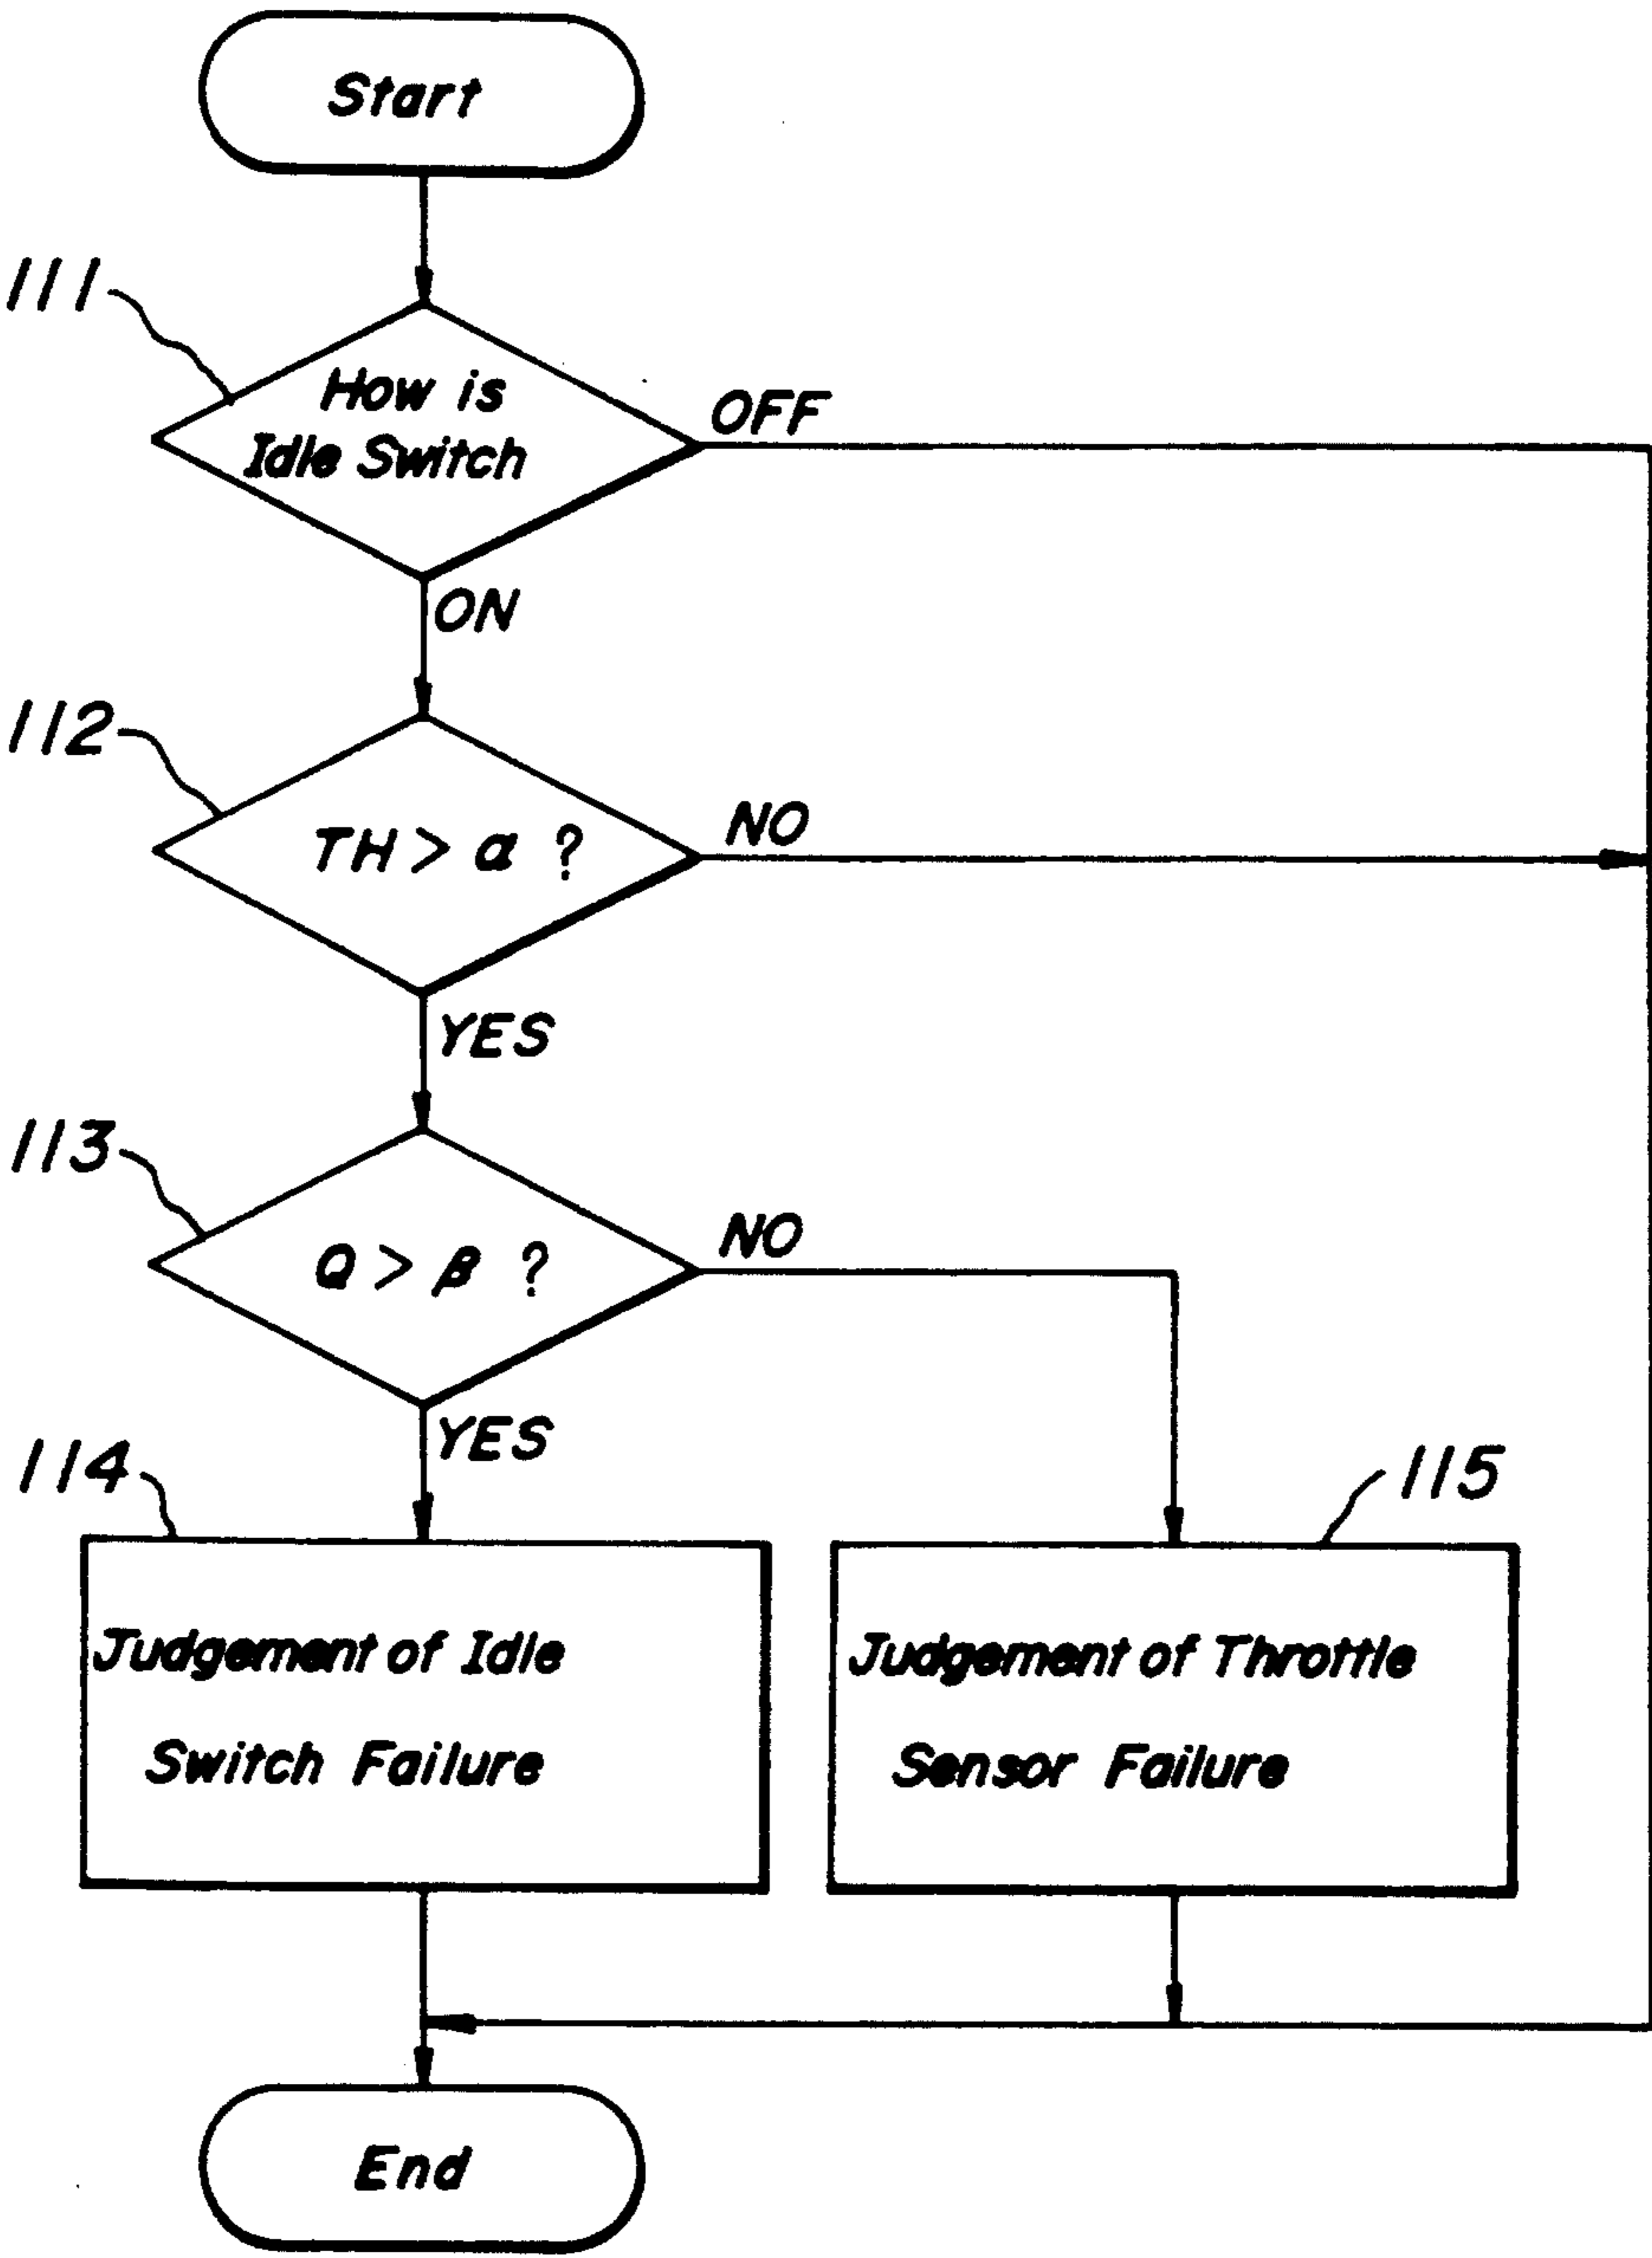 Start
111
How is
Idle Switch
OFF
ON
112
TH > α ?
NO
YES
113
Q > β ?
NO
YES
114
115
Judgement of Idle
Switch Failure
Judgement of Throttle
Sensor Failure
End